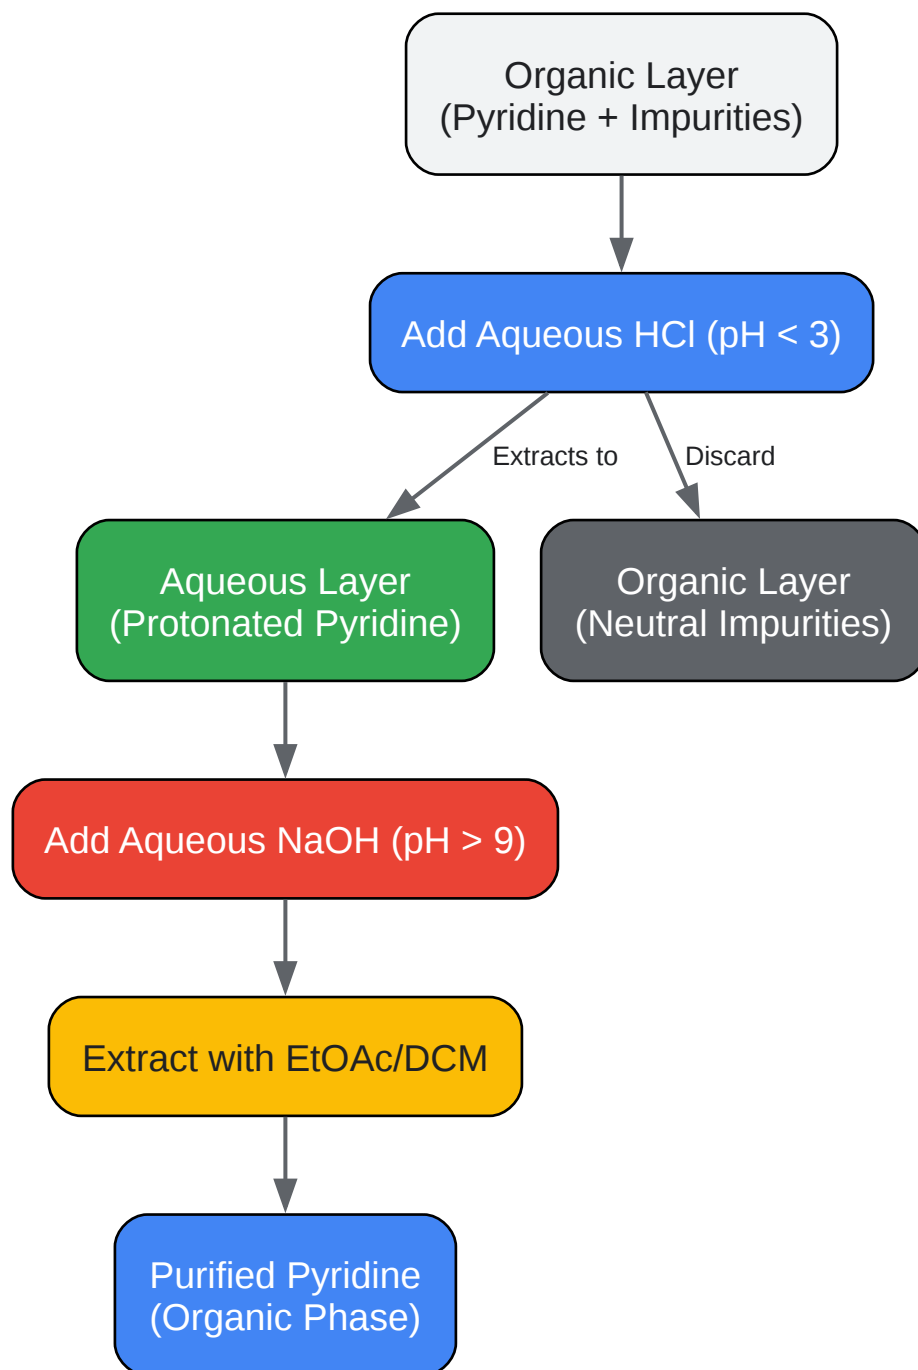 Organic Layer
(Pyridine + Impurities)
Add Aqueous HCl (pH < 3)
Extracts to
Discard
Aqueous Layer
(Protonated Pyridine)
Organic Layer
(Neutral Impurities)
Add Aqueous NaOH (pH > 9)
Extract with EtOAc/DCM
Purified Pyridine
(Organic Phase)